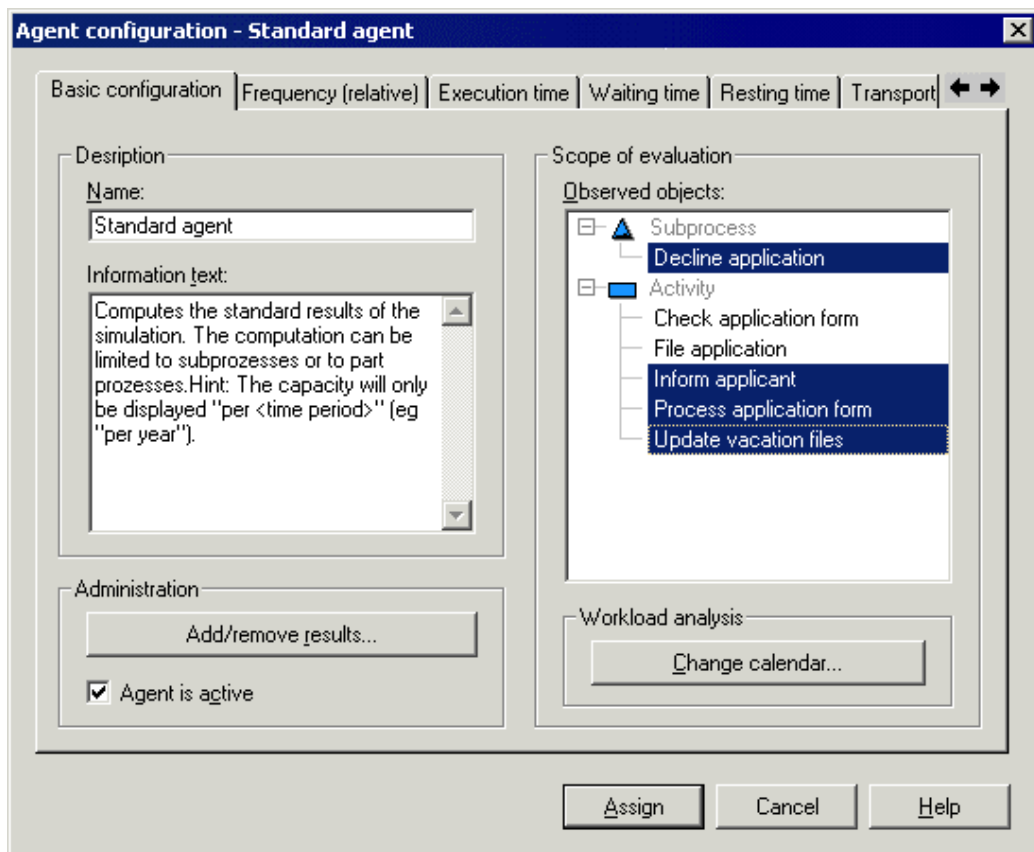 Agent configuration - Standard agent
Basic configuration
Frequency (relative)
Execution time
Waiting time
Resting time
Transport
Desription
Name:
Standard agent
Information text:
Computes the standard results of the
simulation. The computation can be
limited to subprozesses or to part
prozesses.Hint: The capacity will only
be displayed "per <time period>" (eg
"per year").
Administration
Add/remove results...
Agent is active
Scope of evaluation
Observed objects:
Subprocess
Decline application
Activity
Check application form
File application
Inform applicant
Process application form
Update vacation files
Workload analysis
Change calendar...
Assign
Cancel
Help